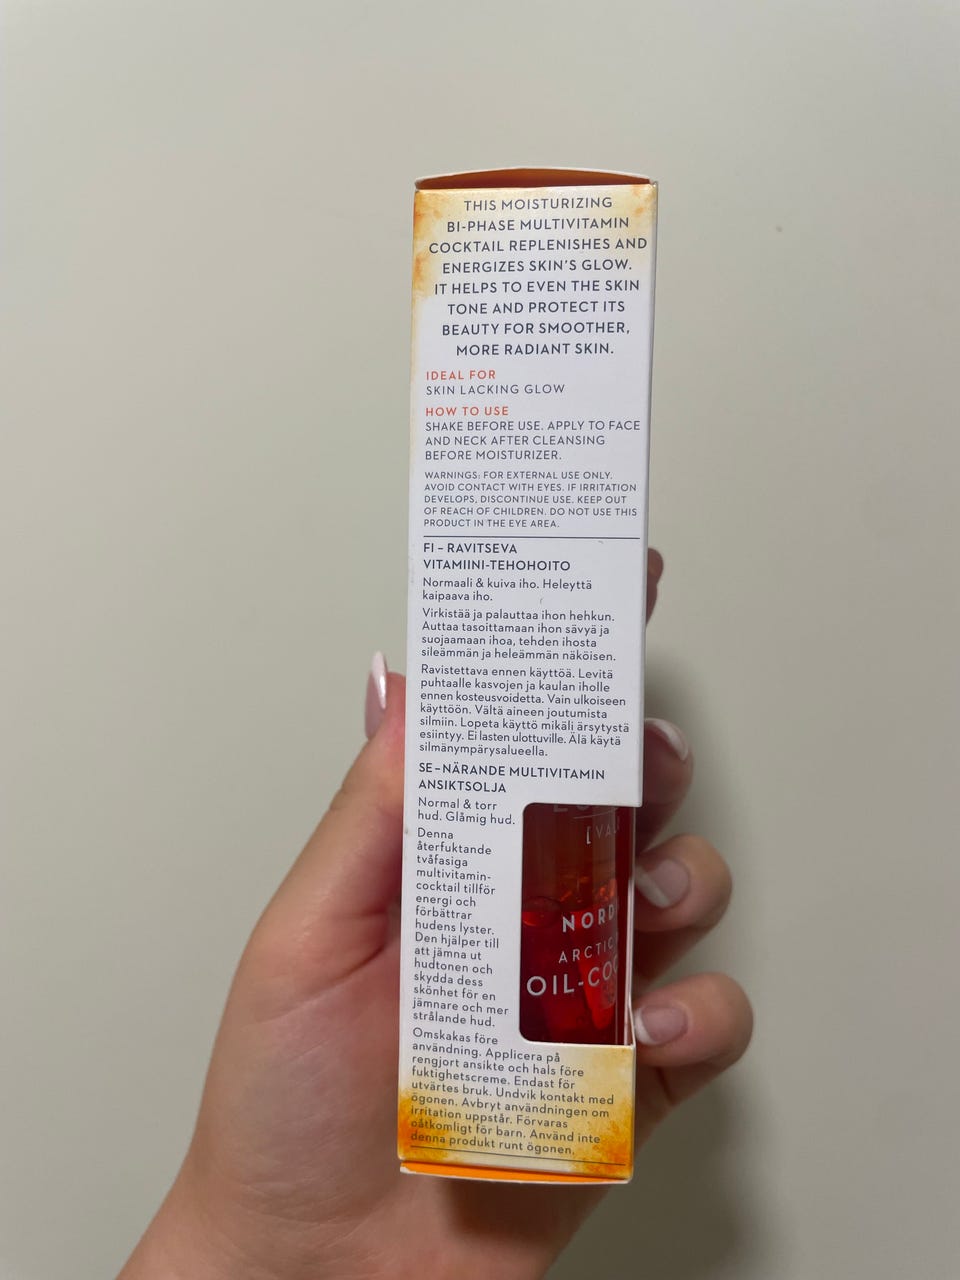 THIS MOISTURIZING
BI-PHASE MULTIVITAMIN
COCKTAIL REPLENISHES AND
ENERGIZES SKIN'S GLOW.
IT HELPS TO EVEN THE SKIN
TONE AND PROTECT ITS
BEAUTY FOR SMOOTHER,
MORE RADIANT SKIN.
IDEAL FOR
SKIN LACKING GLOW
HOW TO USE
SHAKE BEFORE USE. APPLY TO FACE
AND NECK AFTER CLEANSING
BEFORE MOISTURIZER.
WARNINGS: FOR EXTERNAL USE ONLY.
AVOID CONTACT WITH EYES. IF IRRITATION
DEVELOPS, DISCONTINUE USE. KEEP OUT
OF REACH OF CHILDREN. DO NOT USE THIS
PRODUCT IN THE EYE AREA.
FI – RAVITSEVA
VITAMIINI-TEHOHOITO
Normaali & kuiva iho. Heleyttä
kaipaava iho.
Virkistää ja palauttaa ihon hehkun.
Auttaa tasoittamaan ihon sävyä ja
suojaamaan ihoa, tehden ihosta
sileämmän ja heleämmän näköisen.
Ravistettava ennen käyttöä. Levitä
puhtaalle kasvojen ja kaulan iholle
ennen kosteusvoidetta. Vain ulkoiseen
käyttöön. Vältä aineen joutumista
silmiin. Lopeta käyttö mikäli ärsytystä
esiintyy. Ei lasten ulottuville. Älä käytä
silmänympärysalueella.
SE – NÄRANDE MULTIVITAMIN
ANSIKTSOLJA
Normal & torr
hud. Glåmig hud.
Denna
återfuktande
tvåfasiga
multivitamin-
cocktail tillför
energi och
förbättrar
hudens lyster.
Den hjälper till
att jämna ut
hudtonen och
skydda dess
skönhet för en
jämnare och mer
strålande hud.
Omskakas före
användning. Applicera på
rengjort ansikte och hals före
fuktighetscreme. Endast för
utvärtes bruk. Undvik kontakt med
ögonen. Avbryt användningen om
irritation uppstår. Förvaras
oåtkomligt för barn. Använd inte
denna produkt runt ögonen.
[VAL
NORD
ARCTIC
OIL-COC